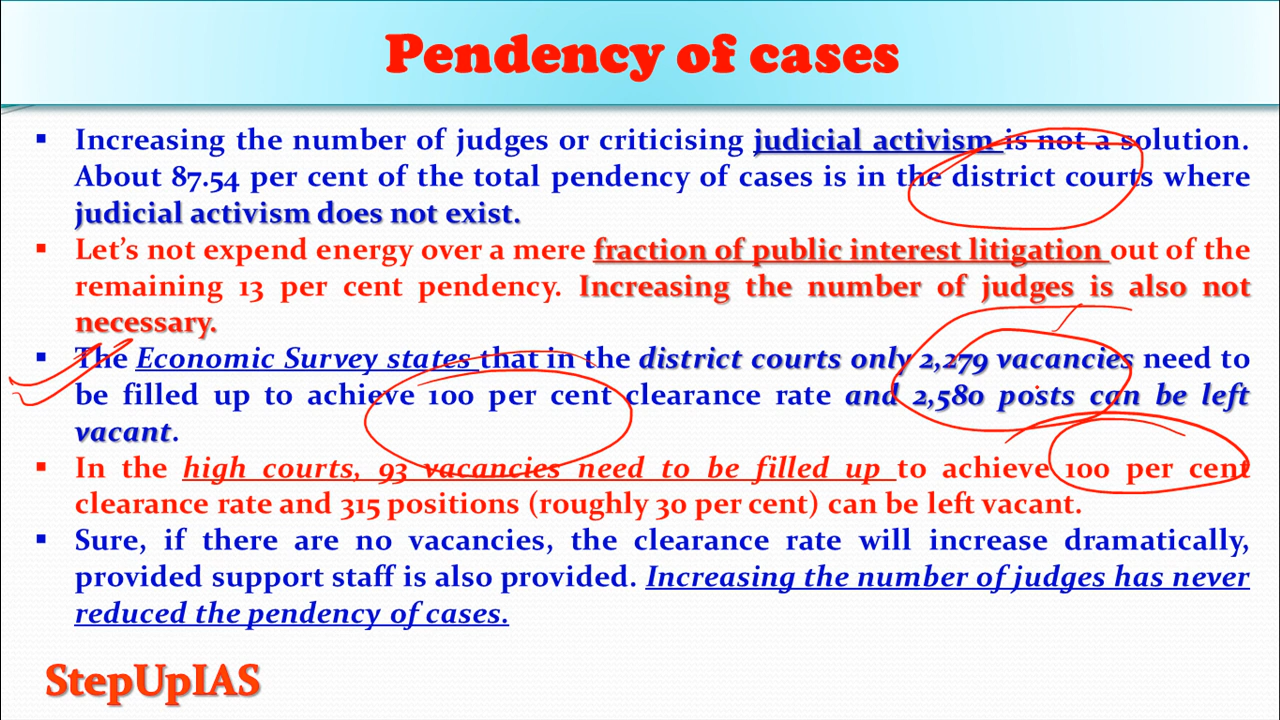 Pendency of cases
▪ Increasing the number of judges or criticising judicial activism is not a solution.
About 87.54 per cent of the total pendency of cases is in the district courts where
judicial activism does not exist.
▪ Let's not expend energy over a mere fraction of public interest litigation out of the
remaining 13 per cent pendency. Increasing the number of judges is also not
necessary.
▪ The Economic Survey states that in the district courts only 2,279 vacancies need to
be filled up to achieve 100 per cent clearance rate and 2,580 posts can be left
vacant.
▪ In the high courts, 93 vacancies need to be filled up to achieve 100 per cent
clearance rate and 315 positions (roughly 30 per cent) can be left vacant.
▪ Sure, if there are no vacancies, the clearance rate will increase dramatically,
provided support staff is also provided. Increasing the number of judges has never
reduced the pendency of cases.
StepUpIAS